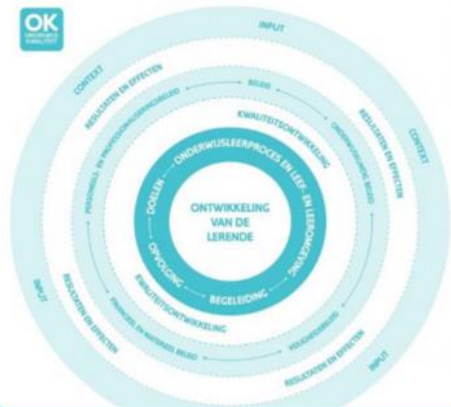 OK
ONDERWIJS
KWALITEIT
INPUT
CONTEXT
CONTEXT
RESULTATEN EN EFFECTEN
RESULTATEN EN EFFECTEN
BELEID
PERSONEELS- EN PROFESSIONALISERINGSBELEID
ONDERWIJSKUNDIG BELEID
KWALITEITSONTWIKKELING
DOELEN
ONDERWIJSLEERPROCES EN LEEF- EN LEEROMGEVING
ONTWIKKELING
VAN DE
LERENDE
OPVOLGING
BEGELEIDING
KWALITEITSONTWIKKELING
FINANCIEEL EN MATERIEEL BELEID
VEILIGHEIDSBELEID
RESULTATEN EN EFFECTEN
RESULTATEN EN EFFECTEN
INPUT
INPUT